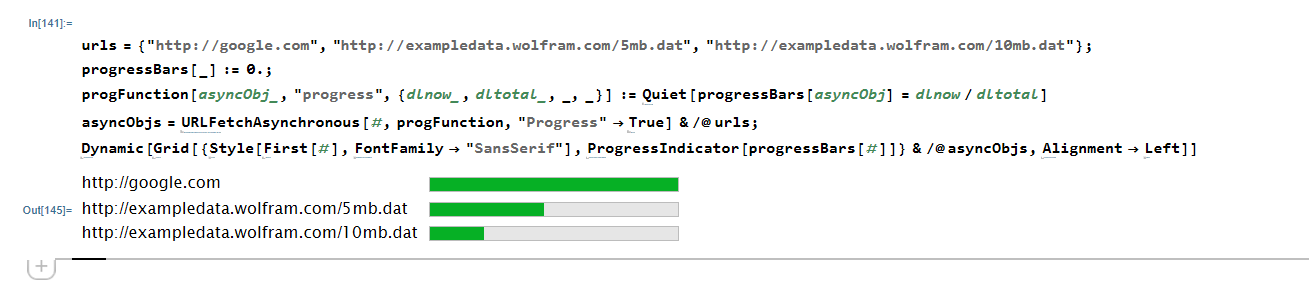 In[141]:=
urls = {"http://google.com", "http://exampledata.wolfram.com/5mb.dat", "http://exampledata.wolfram.com/10mb.dat"};
progressBars[_] := 0.;
progFunction[asyncObj_, "progress", {dlnow_, dltotal_, _, _}] := Quiet[progressBars[asyncObj] = dlnow / dltotal]
asyncObjs = URLFetchAsynchronous[#, progFunction, "Progress" → True] & /@ urls;
Dynamic[Grid[{Style[First[#], FontFamily → "SansSerif"], ProgressIndicator[progressBars[#]]} & /@ asyncObjs, Alignment → Left]]
http://google.com
Out[145]= http://exampledata.wolfram.com/5mb.dat
http://exampledata.wolfram.com/10mb.dat
+